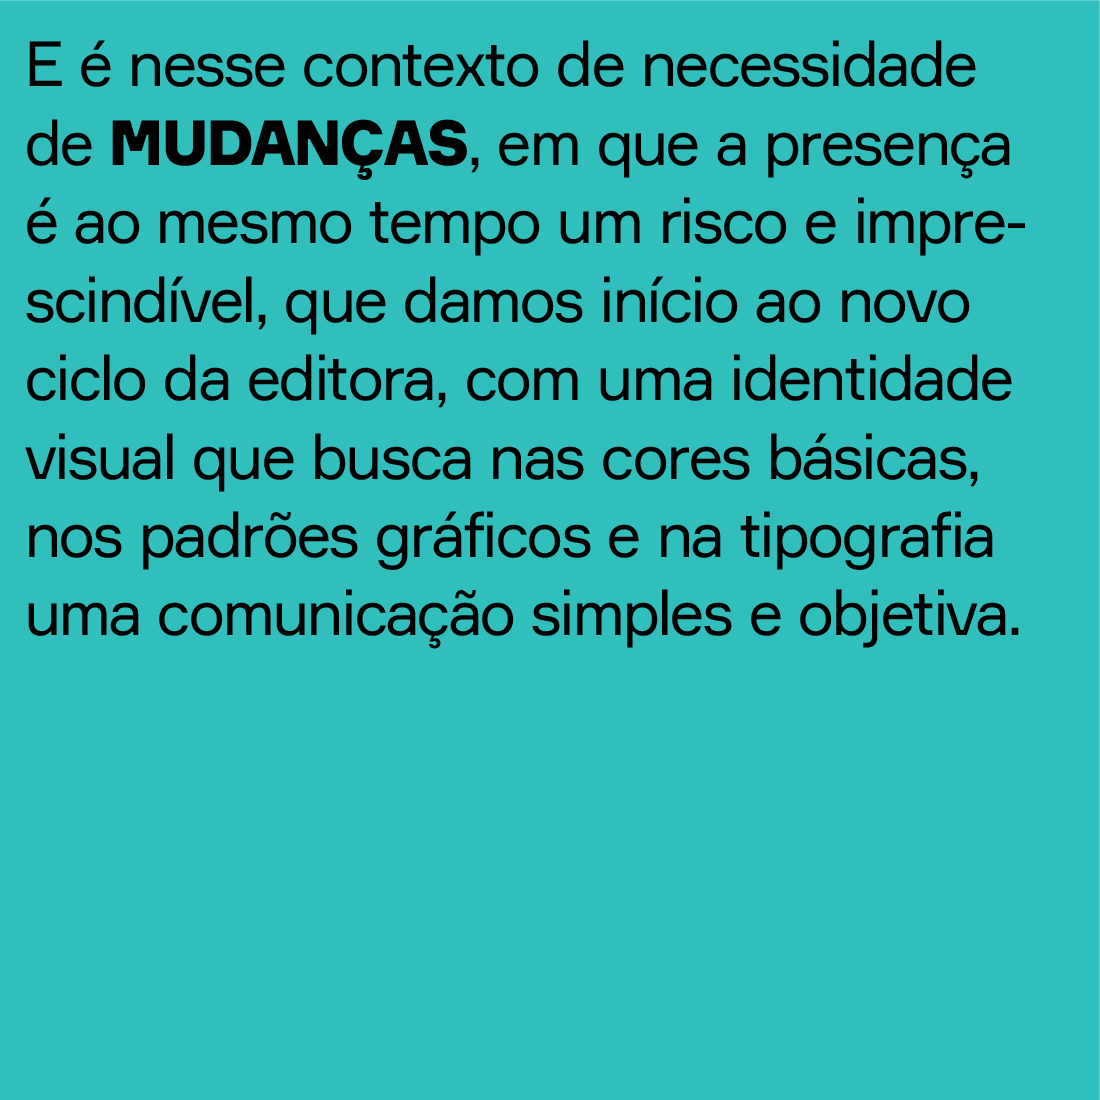 E é nesse contexto de necessidade
de MUDANÇAS, em que a presença
é ao mesmo tempo um risco e impre-
scindível, que damos início ao novo
ciclo da editora, com uma identidade
visual que busca nas cores básicas,
nos padrões gráficos e na tipografia
uma comunicação simples e objetiva.